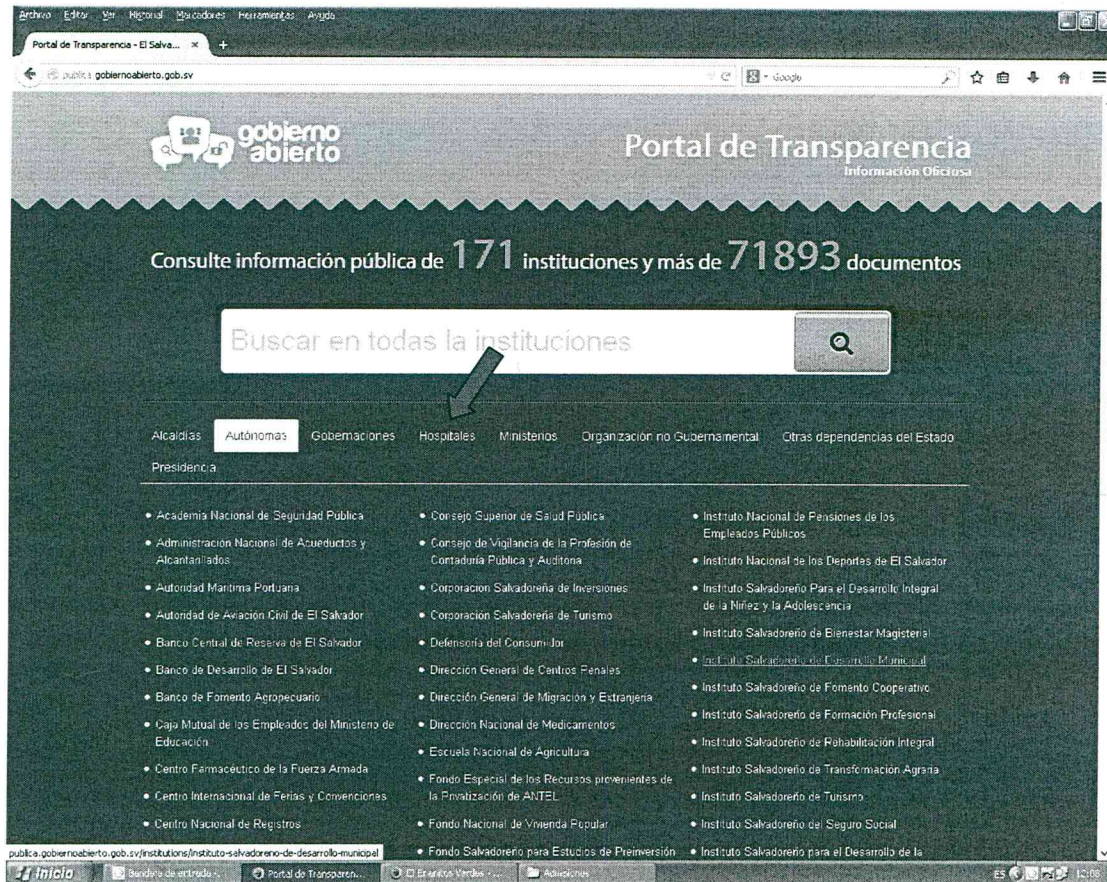 Archivo Editar Ver Historial Marcadores Herramientas Ayuda
Portal de Transparencia - El Salva... × +
publica.gobiernoabierto.gob.sv
Google
gobierno
abierto
Portal de Transparencia
Información Oficiosa
Consulte información pública de 171 instituciones y más de 71893 documentos
Buscar en todas la instituciones
Alcaldías Autónomas Gobernaciones Hospitales Ministerios Organización no Gubernamental Otras dependencias del Estado
Presidencia
• Academia Nacional de Seguridad Pública
• Administración Nacional de Acueductos y
Alcantarillados
• Autoridad Marítima Portuaria
• Autoridad de Aviación Civil de El Salvador
• Banco Central de Reserva de El Salvador
• Banco de Desarrollo de El Salvador
• Banco de Fomento Agropecuario
• Caja Mutual de los Empleados del Ministerio de
Educación
• Centro Farmacéutico de la Fuerza Armada
• Centro Internacional de Ferias y Convenciones
• Centro Nacional de Registros
• Consejo Superior de Salud Pública
• Consejo de Vigilancia de la Profesión de
Contaduría Pública y Auditoría
• Corporación Salvadoreña de Inversiones
• Corporación Salvadoreña de Turismo
• Defensoría del Consumidor
• Dirección General de Centros Penales
• Dirección General de Migración y Extranjería
• Dirección Nacional de Medicamentos
• Escuela Nacional de Agricultura
• Fondo Especial de los Recursos provenientes de
la Privatización de ANTEL
• Fondo Nacional de Vivienda Popular
• Fondo Salvadoreño para Estudios de Preinversión
• Instituto Nacional de Pensiones de los
Empleados Públicos
• Instituto Nacional de los Deportes de El Salvador
• Instituto Salvadoreño Para el Desarrollo Integral
de la Niñez y la Adolescencia
• Instituto Salvadoreño de Bienestar Magisterial
• Instituto Salvadoreño de Desarrollo Municipal
• Instituto Salvadoreño de Fomento Cooperativo
• Instituto Salvadoreño de Formación Profesional
• Instituto Salvadoreño de Rehabilitación Integral
• Instituto Salvadoreño de Transformación Agraria
• Instituto Salvadoreño de Turismo
• Instituto Salvadoreño del Seguro Social
• Instituto Salvadoreño para el Desarrollo de la
publica.gobiernoabierto.gob.sv/institutions/instituto-salvadoreno-de-desarrollo-municipal
Inicio Bandeja de entrada -... Portal de Transparen... Enanitos Verdes -... ES 12:08